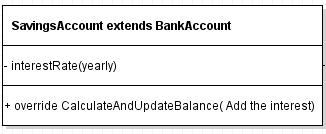 SavingsAccount extends BankAccount
- interestRate(yearly)
+ override CalculateAndUpdateBalance( Add the interest)